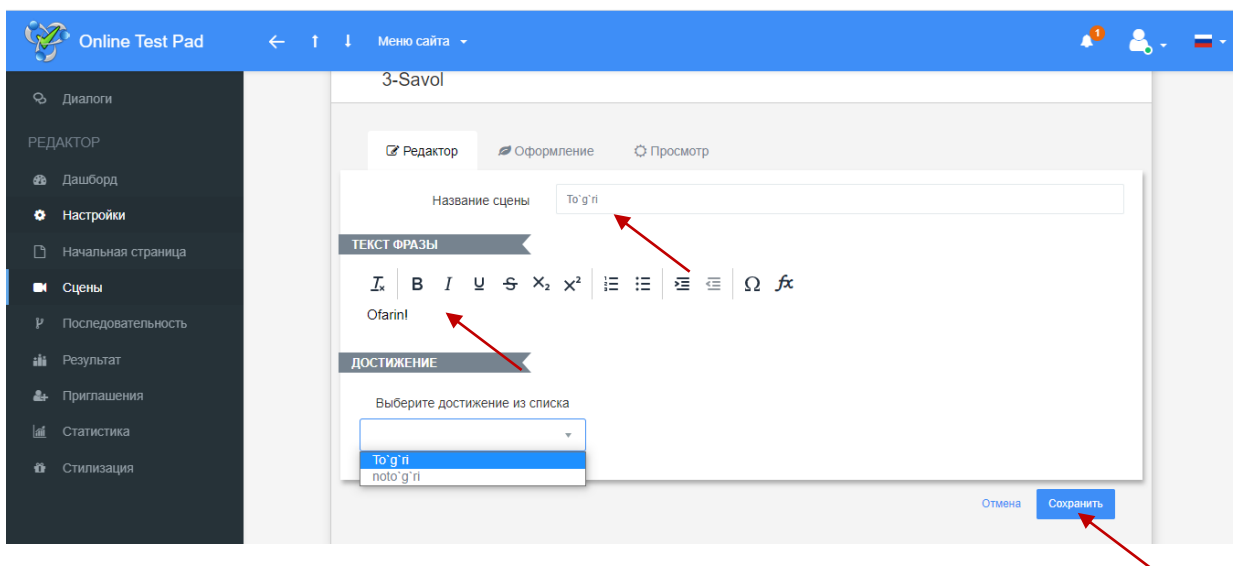 Online Test Pad
Меню сайта
1
3-Savol
Диалоги
РЕДАКТОР
Дашборд
Настройки
Начальная страница
Сцены
Последовательность
Результат
Приглашения
Статистика
Стилизация
Редактор Оформление Просмотр
Название сцены To`g`ri
ТЕКСТ ФРАЗЫ
Ofarin!
ДОСТИЖЕНИЕ
Выберите достижение из списка
To`g`ri
noto`g`ri
Отмена Сохранить